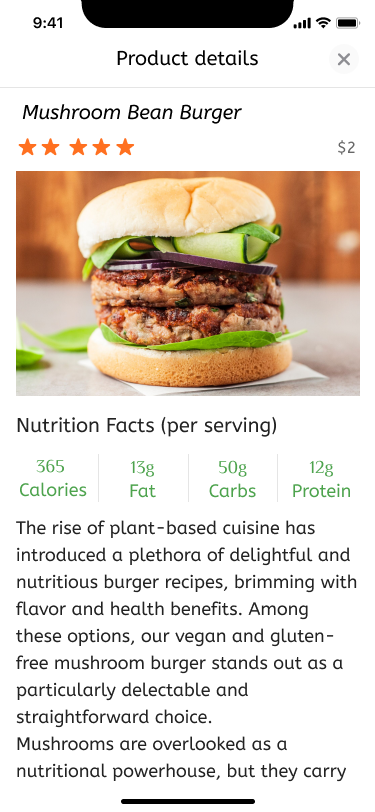 9:41
Product details
Mushroom Bean Burger
$2
Nutrition Facts (per serving)
365 13g 50g 12g
Calories Fat Carbs Protein
The rise of plant-based cuisine has
introduced a plethora of delightful and
nutritious burger recipes, brimming with
flavor and health benefits. Among
these options, our vegan and gluten-
free mushroom burger stands out as a
particularly delectable and
straightforward choice.
Mushrooms are overlooked as a
nutritional powerhouse, but they carry